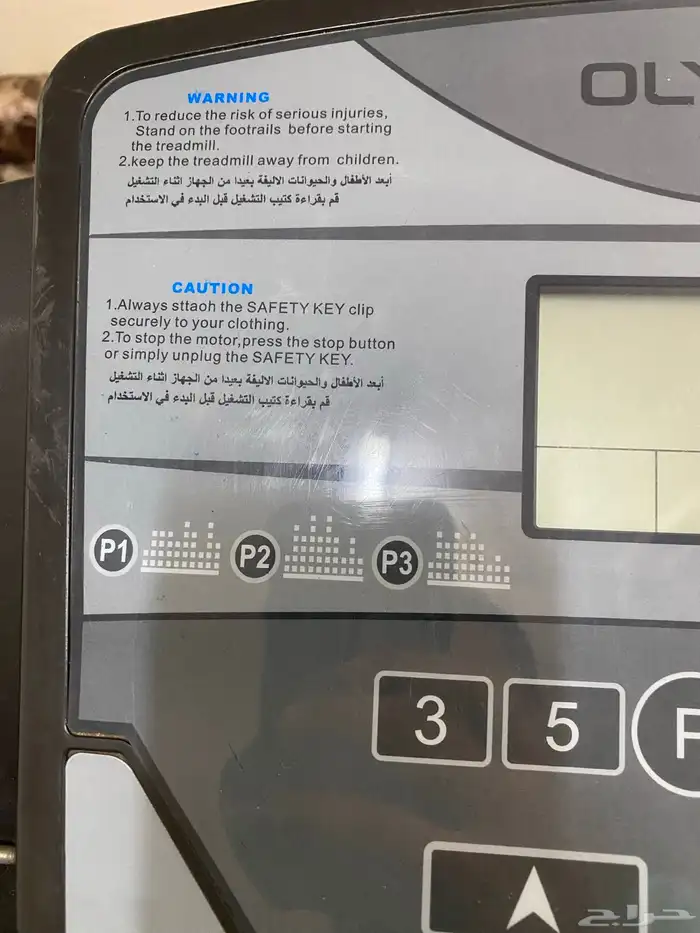 OLY
WARNING
1.To reduce the risk of serious injuries,
Stand on the footrails before starting
the treadmill.
2.keep the treadmill away from children.
أبعد الأطفال والحيوانات الاليفة بعيدا من الجهاز اثناء التشغيل
قم بقراءة كتيب التشغيل قبل البدء في الاستخدام
CAUTION
1.Always sttaoh the SAFETY KEY clip
securely to your clothing.
2.To stop the motor,press the stop button
or simply unplug the SAFETY KEY.
أبعد الأطفال والحيوانات الاليفة بعيدا من الجهاز اثناء التشغيل
قم بقراءة كتيب التشغيل قبل البدء في الاستخدام
P1 P2 P3
3 5 P
حراج